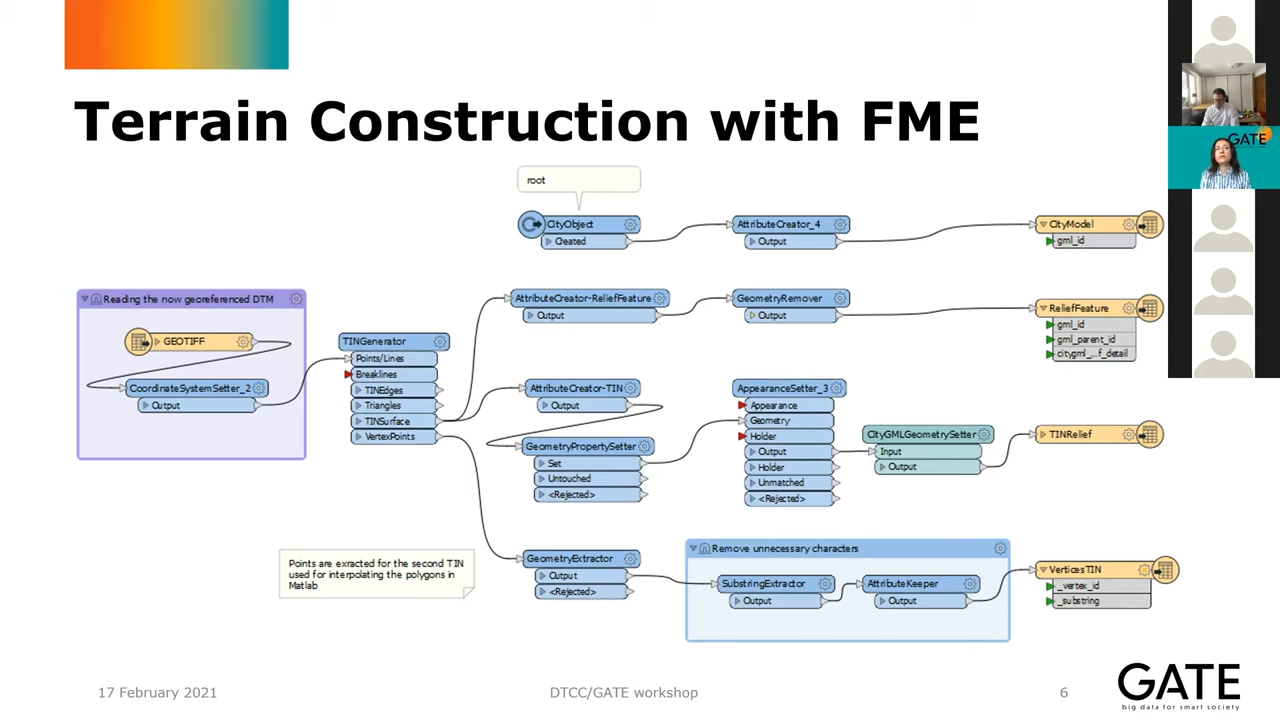 Terrain Construction with FME
GATE
root
CityObject
Created
AttributeCreator_4
Output
CityModel
gml_id
Reading the now georeferenced DTM
GEOTIFF
CoordinateSystemSetter_2
Output
TINGenerator
Points/Lines
Breaklines
TINEdges
Triangles
TINSurface
VertexPoints
AttributeCreator-ReliefFeature
Output
GeometryRemover
Output
ReliefFeature
gml_id
gml_parent_id
citygml_...f_detail
AttributeCreator-TIN
Output
GeometryPropertySetter
Set
Untouched
<Rejected>
AppearanceSetter_3
Appearance
Geometry
Holder
Output
Holder
Unmatched
<Rejected>
CityGMLGeometrySetter
Input
Output
TINRelief
Points are exracted for the second TIN
used for interpolating the polygons in
Matlab
GeometryExtractor
Output
<Rejected>
Remove unnecessary characters
SubstringExtractor
Output
AttributeKeeper
Output
VerticesTIN
_vertex_id
_substring
17 February 2021
DTCC/GATE workshop
6
GATE
big data for smart society